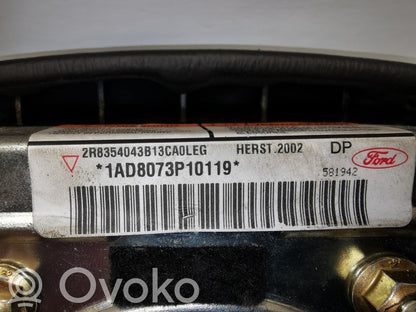 2R8354043B13CA0LEG HERST.2002 DP
*1AD8073P10119*
Ford
581942
OVOKO